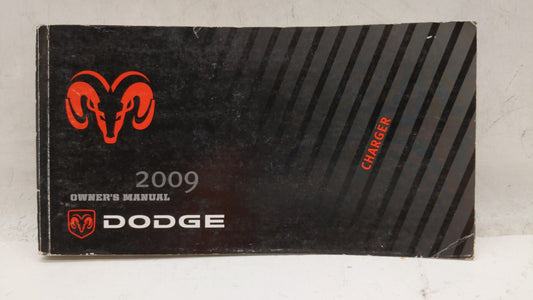 2009
OWNER'S MANUAL
DODGE
CHARGER